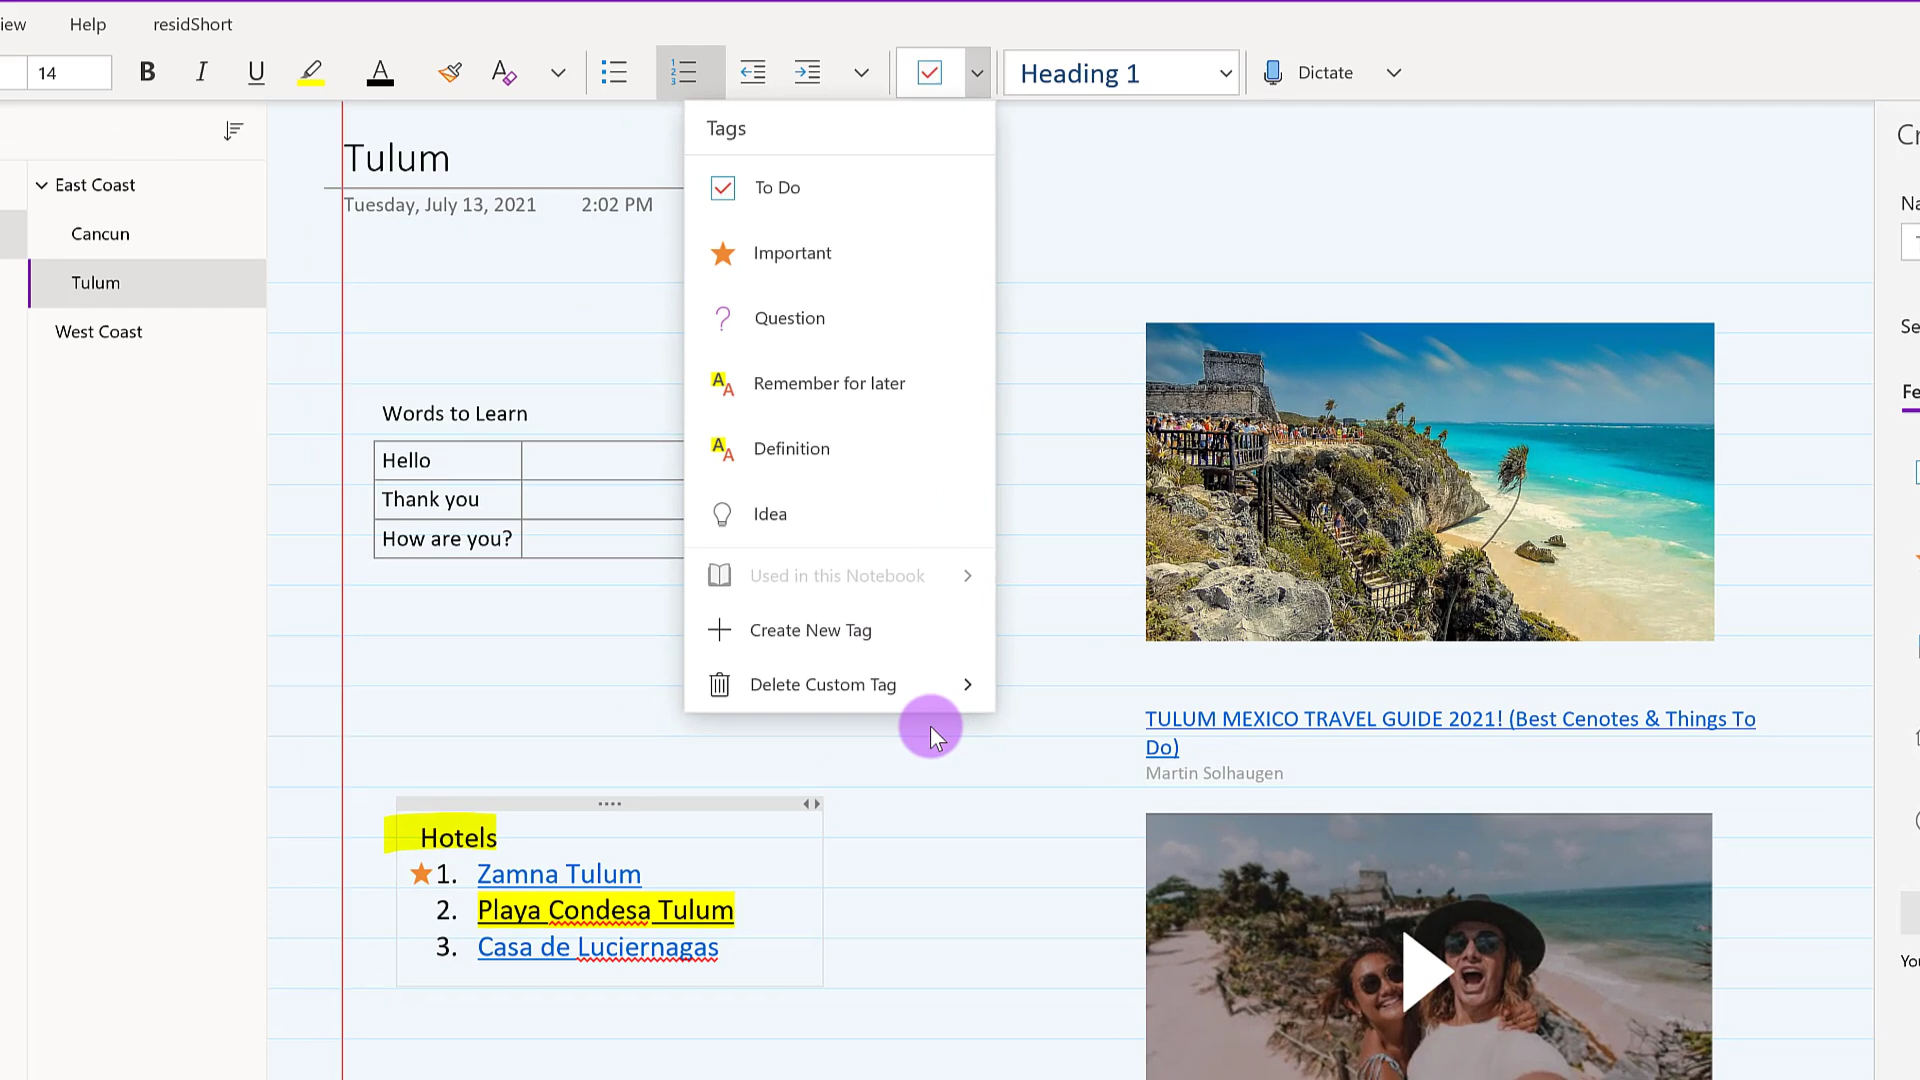 Help
residShort
14
B
I
U
A
A
Heading 1
Dictate
Tags
To Do
Important
Question
Remember for later
Definition
Idea
Used in this Notebook
Create New Tag
Delete Custom Tag
East Coast
Cancun
Tulum
West Coast
Tulum
Tuesday, July 13, 2021 2:02 PM
Words to Learn
Hello
Thank you
How are you?
TULUM MEXICO TRAVEL GUIDE 2021! (Best Cenotes & Things To
Do)
Martin Solhaugen
Hotels
1. Zamna Tulum
2. Playa Condesa Tulum
3. Casa de Luciernagas